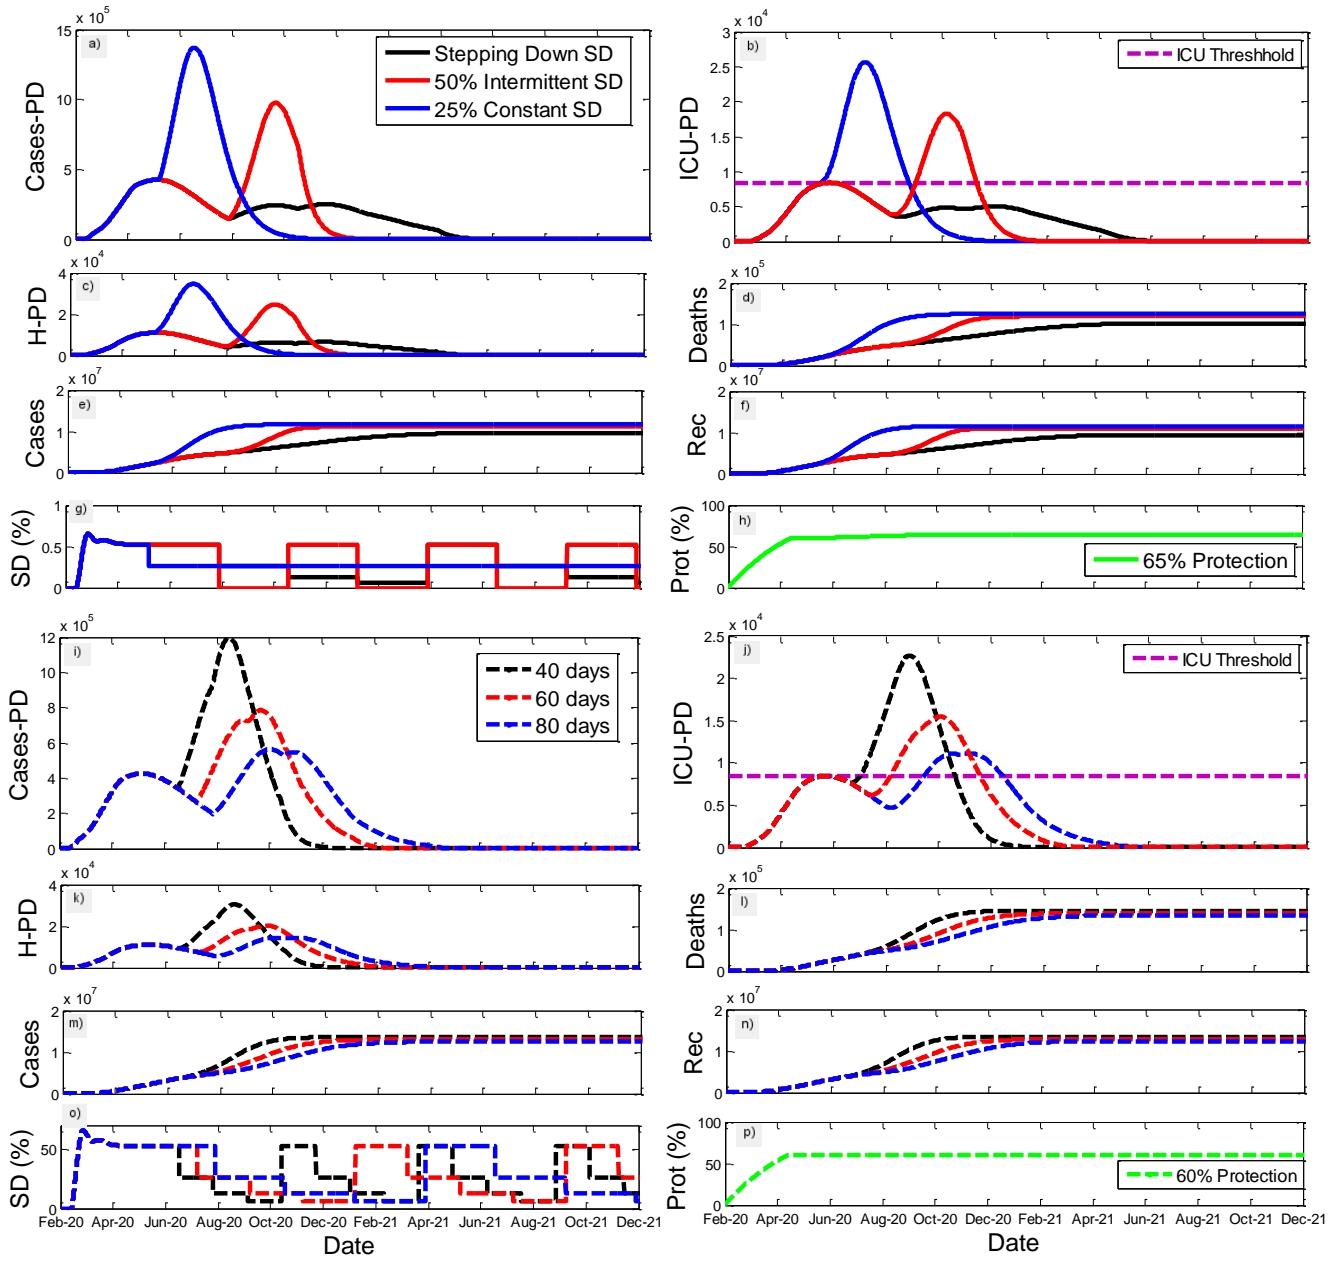 x 10^5
a)
15
10
5
0
Cases-PD
Stepping Down SD
50% Intermittent SD
25% Constant SD
x 10^4
b)
3
2.5
2
1.5
1
0.5
0
ICU-PD
ICU Threshhold
x 10^4
c)
4
2
0
H-PD
x 10^5
d)
2
1
0
Deaths
x 10^7
e)
2
1
0
Cases
x 10^7
f)
2
1
0
Rec
g)
1
0.5
0
SD (%)
h)
100
50
0
Prot (%)
65% Protection
x 10^5
i)
12
10
8
6
4
2
0
Cases-PD
40 days
60 days
80 days
x 10^4
j)
2.5
2
1.5
1
0.5
0
ICU-PD
ICU Threshold
x 10^4
k)
4
2
0
H-PD
x 10^5
l)
2
1
0
Deaths
x 10^7
m)
2
1
0
Cases
x 10^7
n)
2
1
0
Rec
o)
50
0
SD (%)
Feb-20 Apr-20 Jun-20 Aug-20 Oct-20 Dec-20 Feb-21 Apr-21 Jun-21 Aug-21 Oct-21 Dec-21
Date
p)
100
50
0
Prot (%)
60% Protection
Feb-20 Apr-20 Jun-20 Aug-20 Oct-20 Dec-20 Feb-21 Apr-21 Jun-21 Aug-21 Oct-21 Dec-21
Date